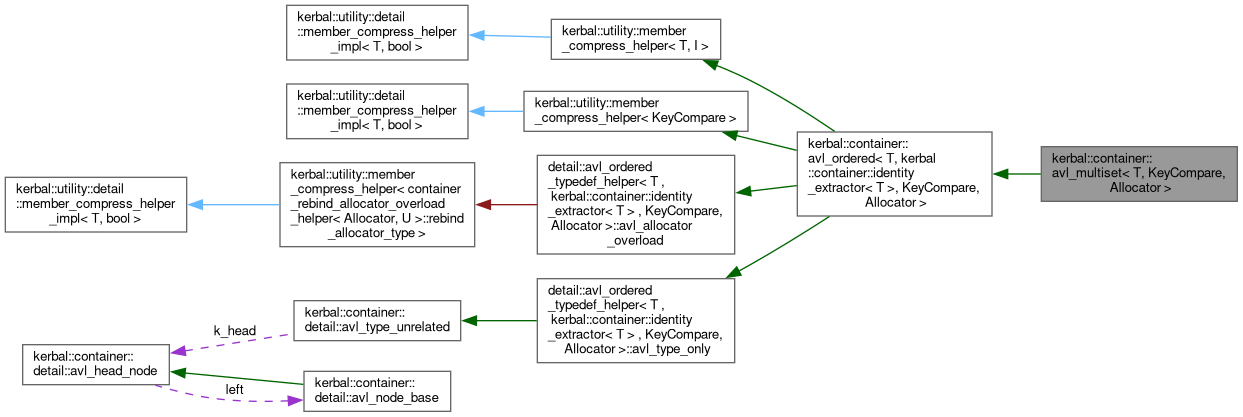 kerbal::utility::detail
::member_compress_helper
_impl< T, bool >
kerbal::utility::member
_compress_helper< T, I >
kerbal::utility::detail
::member_compress_helper
_impl< T, bool >
kerbal::utility::member
_compress_helper< KeyCompare >
kerbal::container::
avl_ordered< T, kerbal
::container::identity
_extractor< T >, KeyCompare,
Allocator >
kerbal::container::
avl_multiset< T, KeyCompare,
Allocator >
kerbal::utility::detail
::member_compress_helper
_impl< T, bool >
kerbal::utility::member
_compress_helper< container
_rebind_allocator_overload
_helper< Allocator, U >::rebind
_allocator_type >
detail::avl_ordered
_typedef_helper< T ,
kerbal::container::identity
_extractor< T > , KeyCompare,
Allocator >::avl_allocator
_overload
detail::avl_ordered
_typedef_helper< T ,
kerbal::container::identity
_extractor< T > , KeyCompare,
Allocator >::avl_type_only
kerbal::container::
detail::avl_type_unrelated
k_head
kerbal::container::
detail::avl_head_node
left
kerbal::container::
detail::avl_node_base